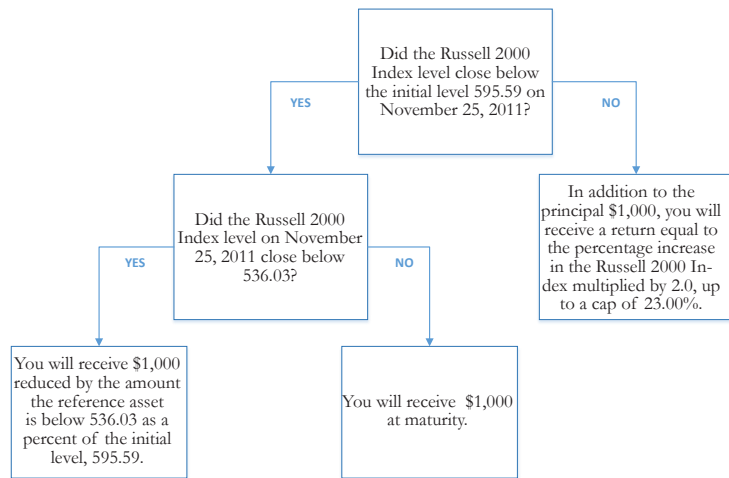 Did the Russell 2000
Index level close below
the initial level 595.59 on
November 25, 2011?
YES
NO
Did the Russell 2000
Index level on November
25, 2011 close below
536.03?
In addition to the
principal $1,000, you will
receive a return equal to
the percentage increase
in the Russell 2000 In-
dex multiplied by 2.0, up
to a cap of 23.00%.
YES
NO
You will receive $1,000
reduced by the amount
the reference asset
is below 536.03 as a
percent of the initial
level, 595.59.
You will receive $1,000
at maturity.